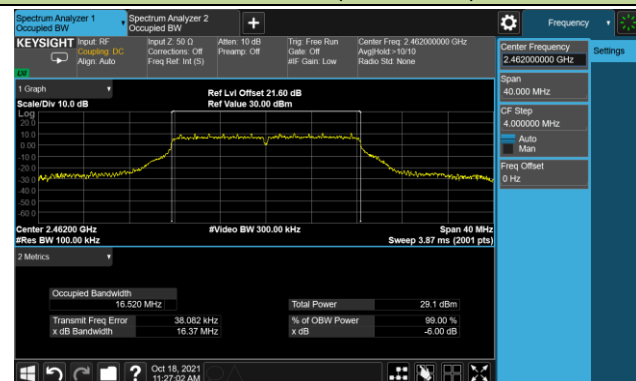 Spectrum Analyzer 1
Occupied BW
Spectrum Analyzer 2
Occupied BW
+
Frequency
KEYSIGHT
Input: RF
Coupling: DC
Align: Auto
Input Z: 50 Ω
Corrections: Off
Freq Ref: Int (S)
Atten: 10 dB
Preamp: Off
Trig: Free Run
Gate: Off
#IF Gain: Low
Center Freq: 2.462000000 GHz
Avg|Hold:>10/10
Radio Std: None
Center Frequency
2.462000000 GHz
Settings
Span
40.000 MHz
CF Step
4.000000 MHz
Auto
Man
Freq Offset
0 Hz
1 Graph
Scale/Div 10.0 dB
Ref Lvl Offset 21.60 dB
Ref Value 30.00 dBm
Log
20.0
10.0
0.00
-10.0
-20.0
-30.0
-40.0
-50.0
-60.0
Center 2.46200 GHz
#Res BW 100.00 kHz
#Video BW 300.00 kHz
Span 40 MHz
Sweep 3.87 ms (2001 pts)
2 Metrics
Occupied Bandwidth
16.520 MHz
Total Power 29.1 dBm
Transmit Freq Error 38.082 kHz
% of OBW Power 99.00 %
x dB Bandwidth 16.37 MHz
x dB -6.00 dB
?
Oct 18, 2021
11:27:02 AM